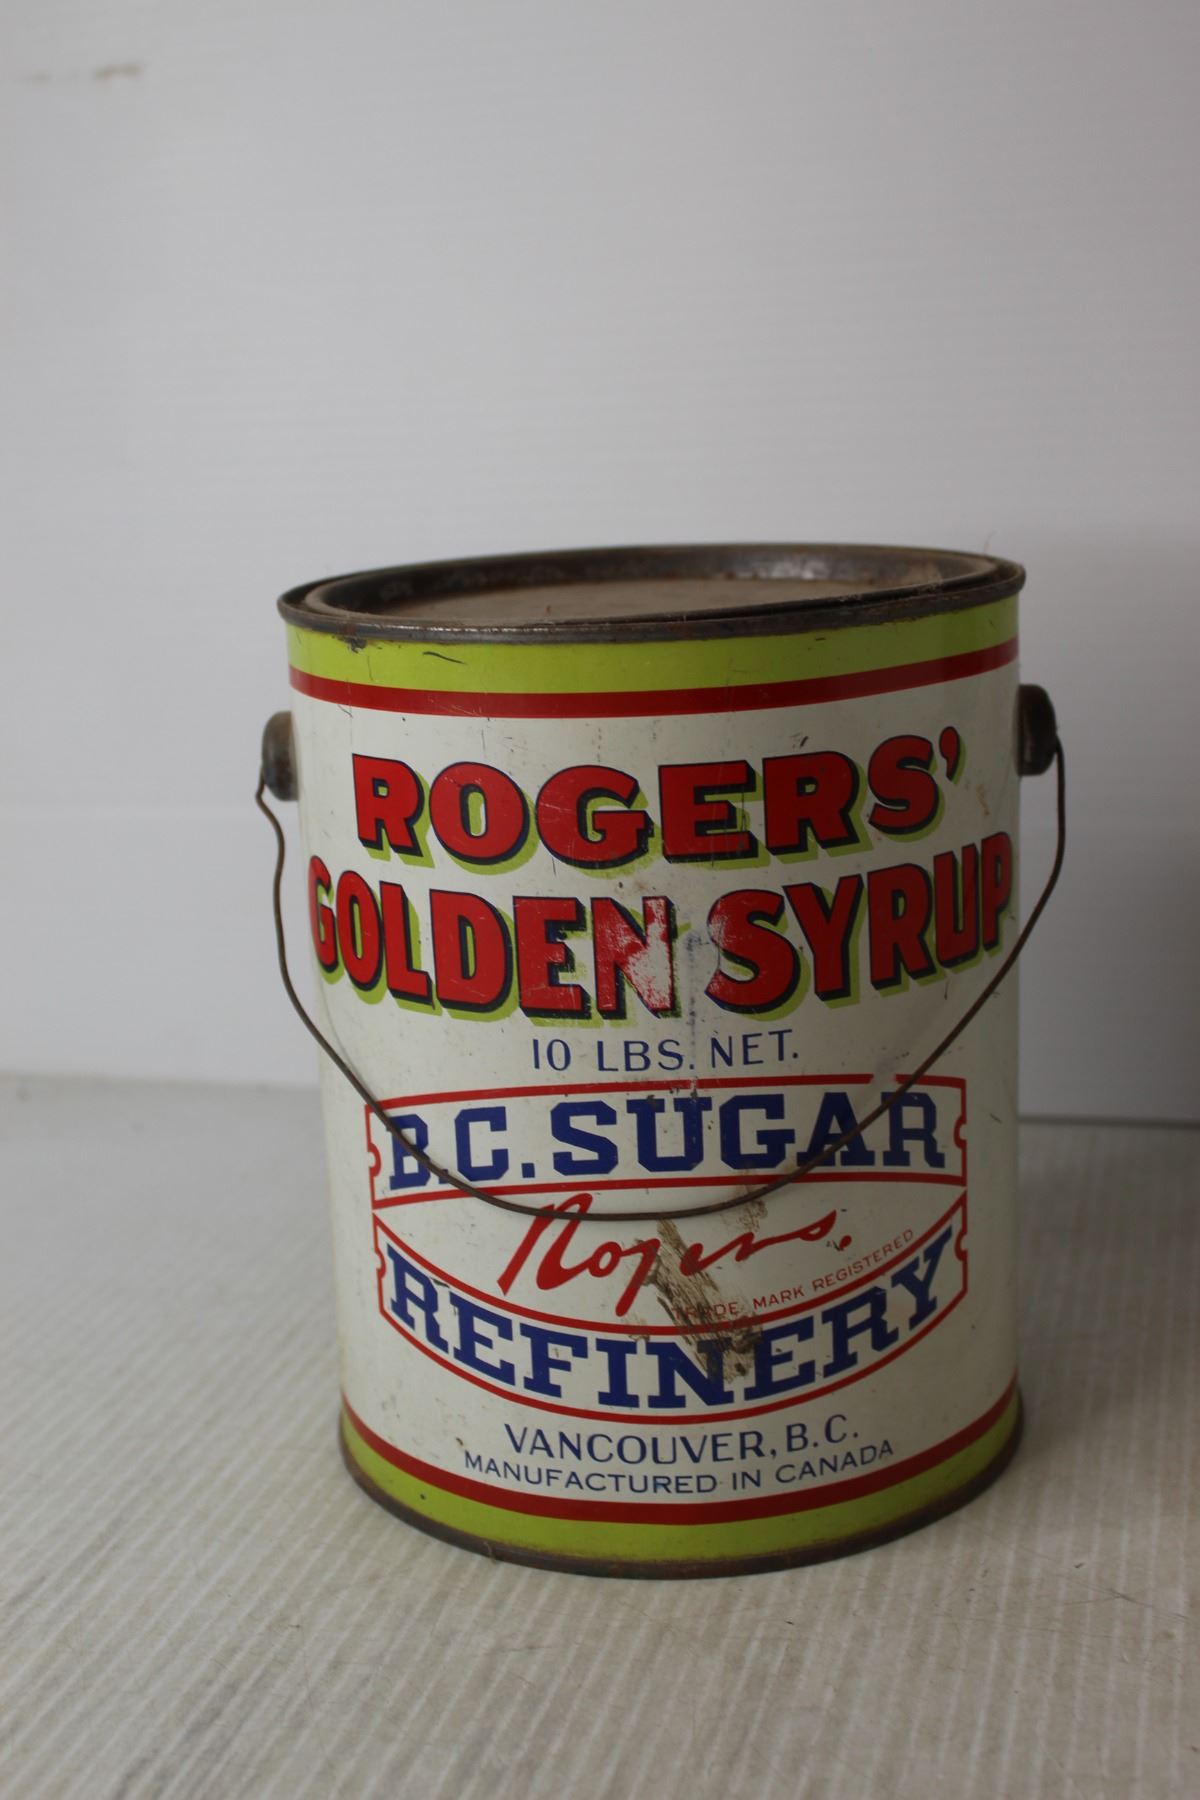 ROGERS'
GOLDEN SYRUP
10 LBS. NET.
B.C. SUGAR
Rogers.
TRADE MARK REGISTERED
REFINERY
VANCOUVER, B.C.
MANUFACTURED IN CANADA